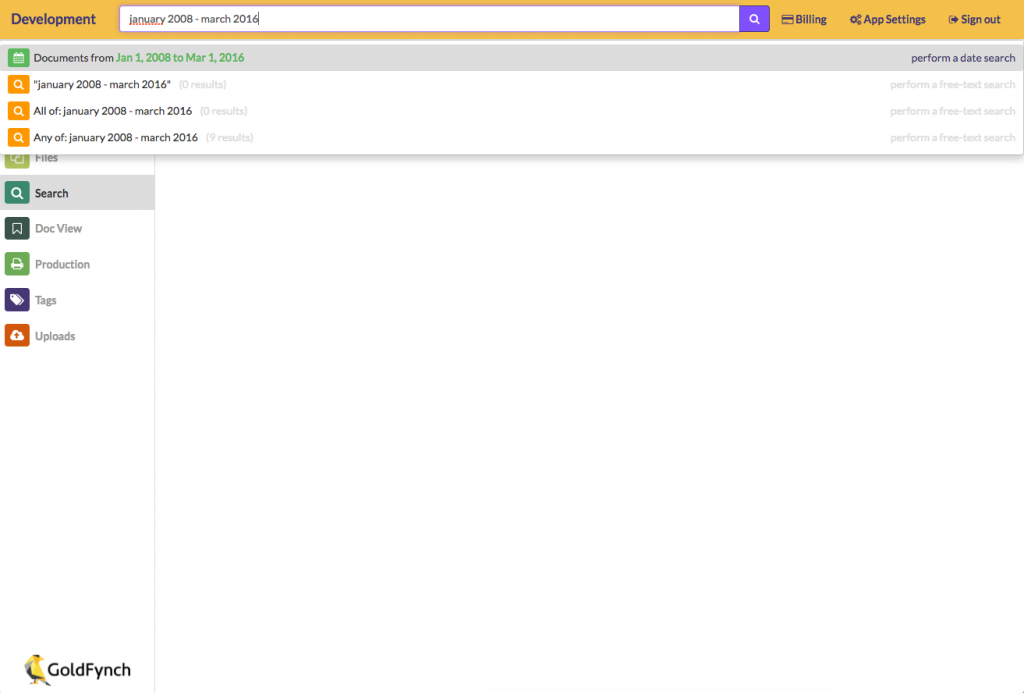 Development
january 2008 - march 2016
Billing
App Settings
Sign out
Documents from Jan 1, 2008 to Mar 1, 2016 perform a date search
"january 2008 - march 2016" (0 results) perform a free-text search
All of: january 2008 - march 2016 (0 results) perform a free-text search
Any of: january 2008 - march 2016 (9 results) perform a free-text search
Files
Search
Doc View
Production
Tags
Uploads
GoldFynch